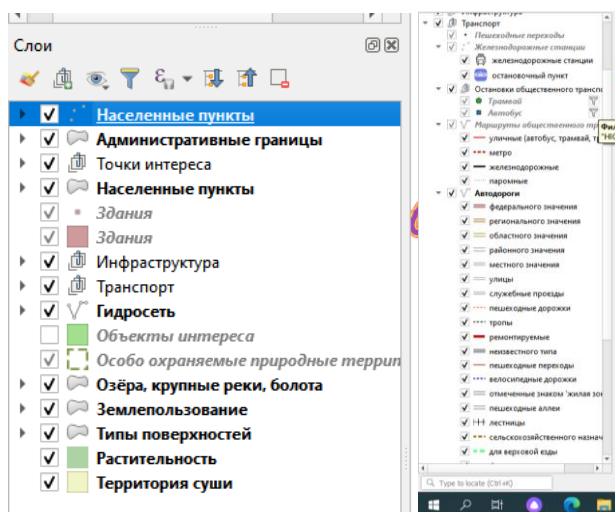 Слои
Населенные пункты
Административные границы
Точки интереса
Населенные пункты
Здания
Здания
Инфраструктура
Транспорт
Гидросеть
Объекты интереса
Особо охраняемые природные террит
Озёра, крупные реки, болота
Землепользование
Типы поверхностей
Растительность
Территория суши
Транспорт
Пешеходные переходы
Железнодорожные станции
железнодорожные станции
остановочный пункт
Остановки общественного трансп
Трамвай
Автобус
Маршруты общественного тр
уличные (автобус, трамвай, т
метро
железнодорожные
паромные
Автодороги
федерального значения
регионального значения
областного значения
районного значения
местного значения
улицы
служебные проезды
пешеходные дорожки
тропы
ремонтируемые
неизвестного типа
пешеходные переходы
велосипедные дорожки
отмеченные знаком 'жилая зон
пешеходные аллеи
лестницы
сельскохозяйственного назнач
для верховой езды
Type to locate (Ctrl+K)